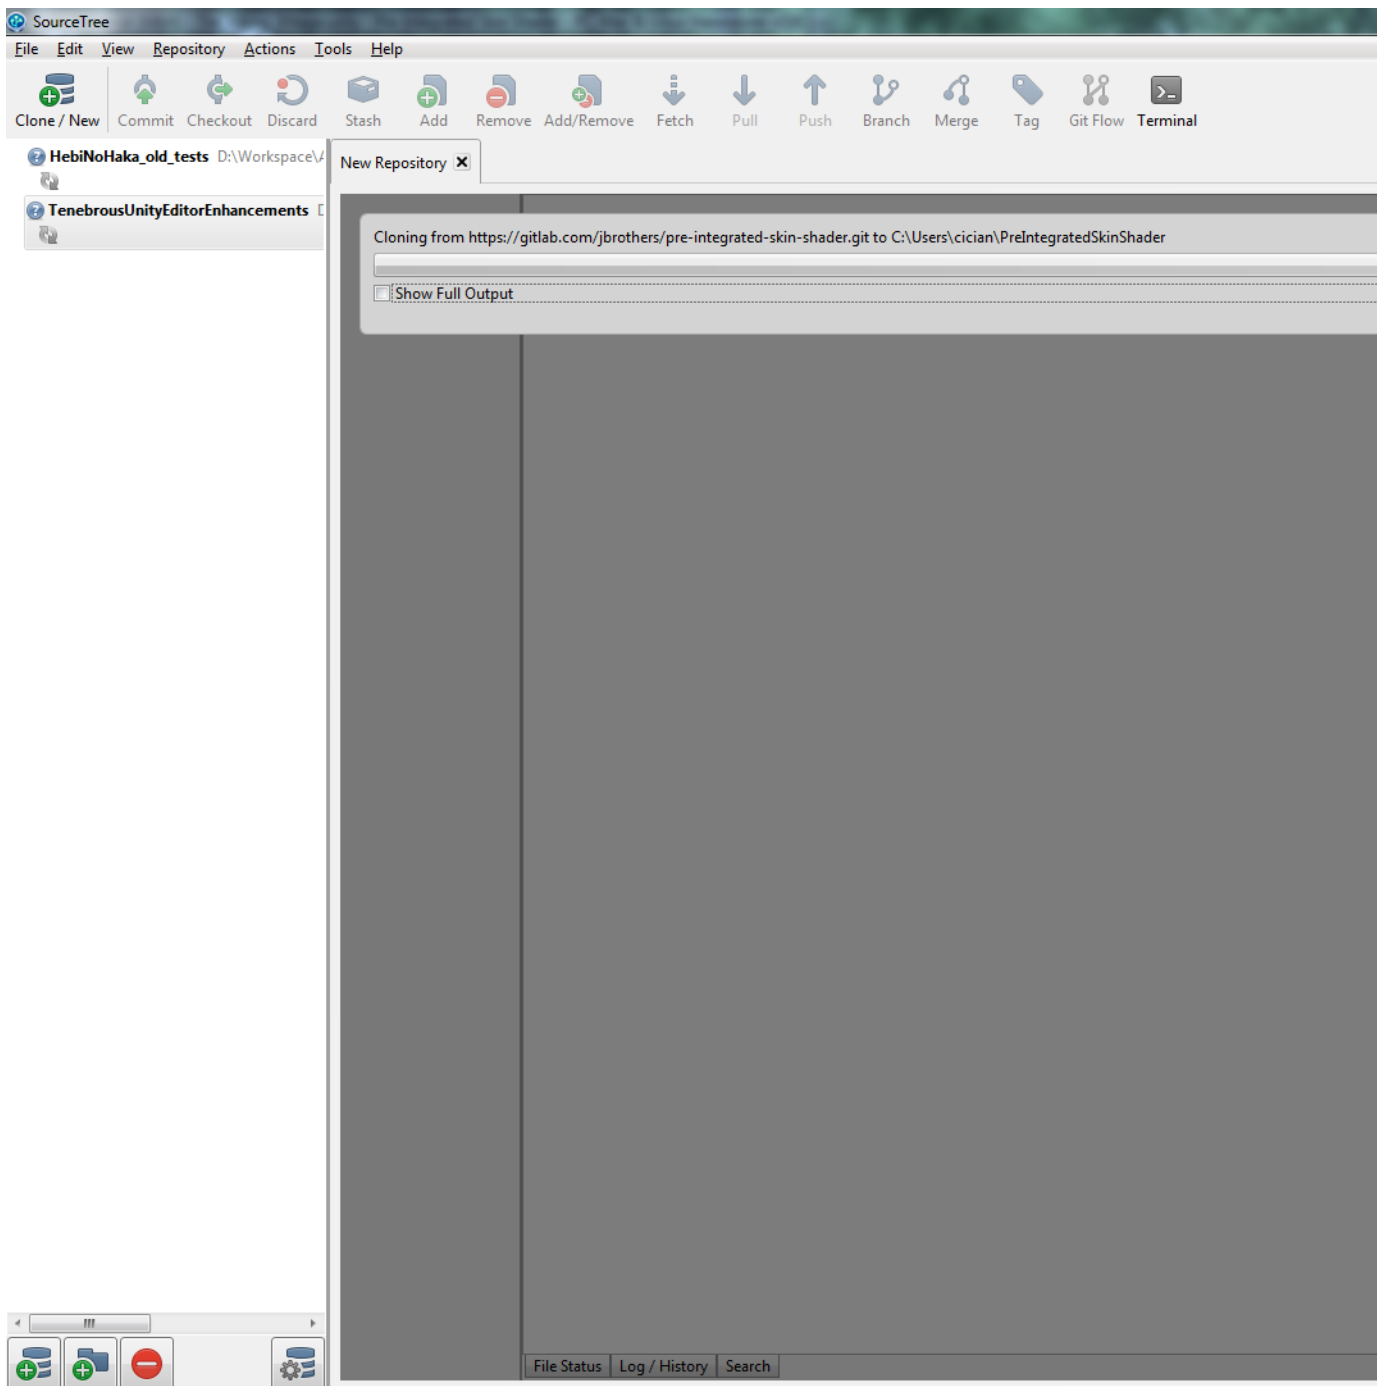 SourceTree
File Edit View Repository Actions Tools Help
Clone / New Commit Checkout Discard Stash Add Remove Add/Remove Fetch Pull Push Branch Merge Tag Git Flow Terminal
HebiNoHaka_old_tests D:\Workspace\
TenebrousUnityEditorEnhancements
New Repository
Cloning from https://gitlab.com/jbrothers/pre-integrated-skin-shader.git to C:\Users\cician\PreIntegratedSkinShader
Show Full Output
File Status Log / History Search